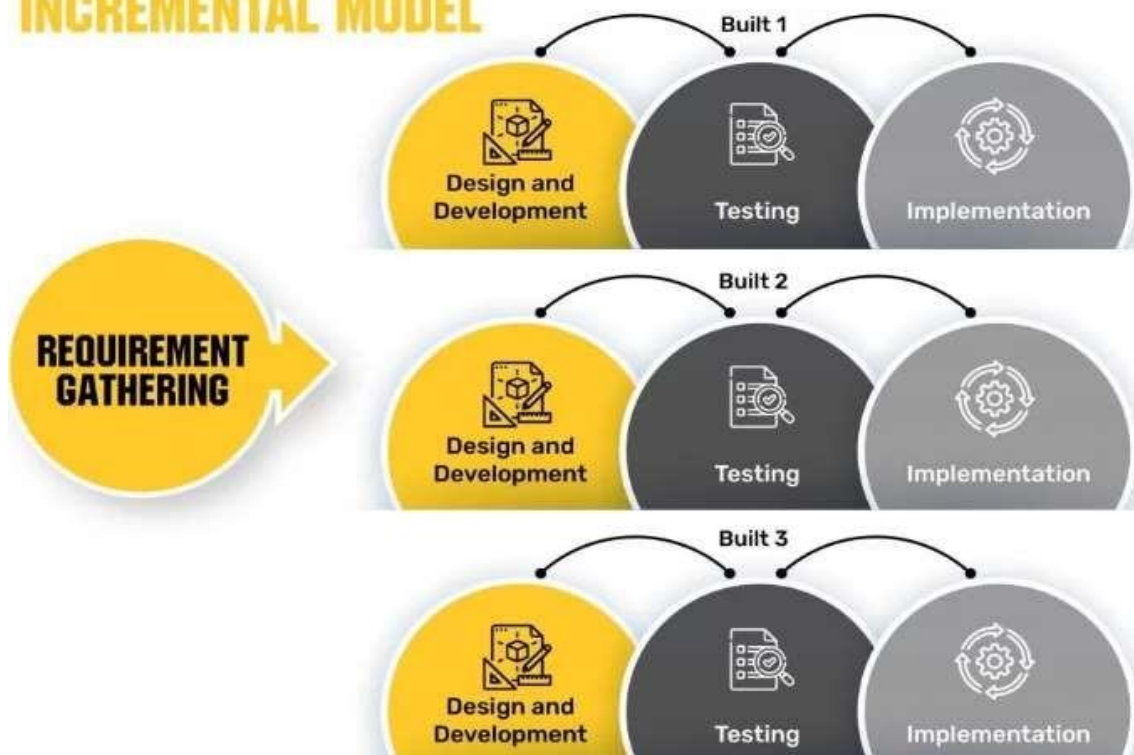 INCREMENTAL MODEL
Built 1
Design and
Development
Testing
Implementation
REQUIREMENT
GATHERING
Built 2
Design and
Development
Testing
Implementation
Built 3
Design and
Development
Testing
Implementation